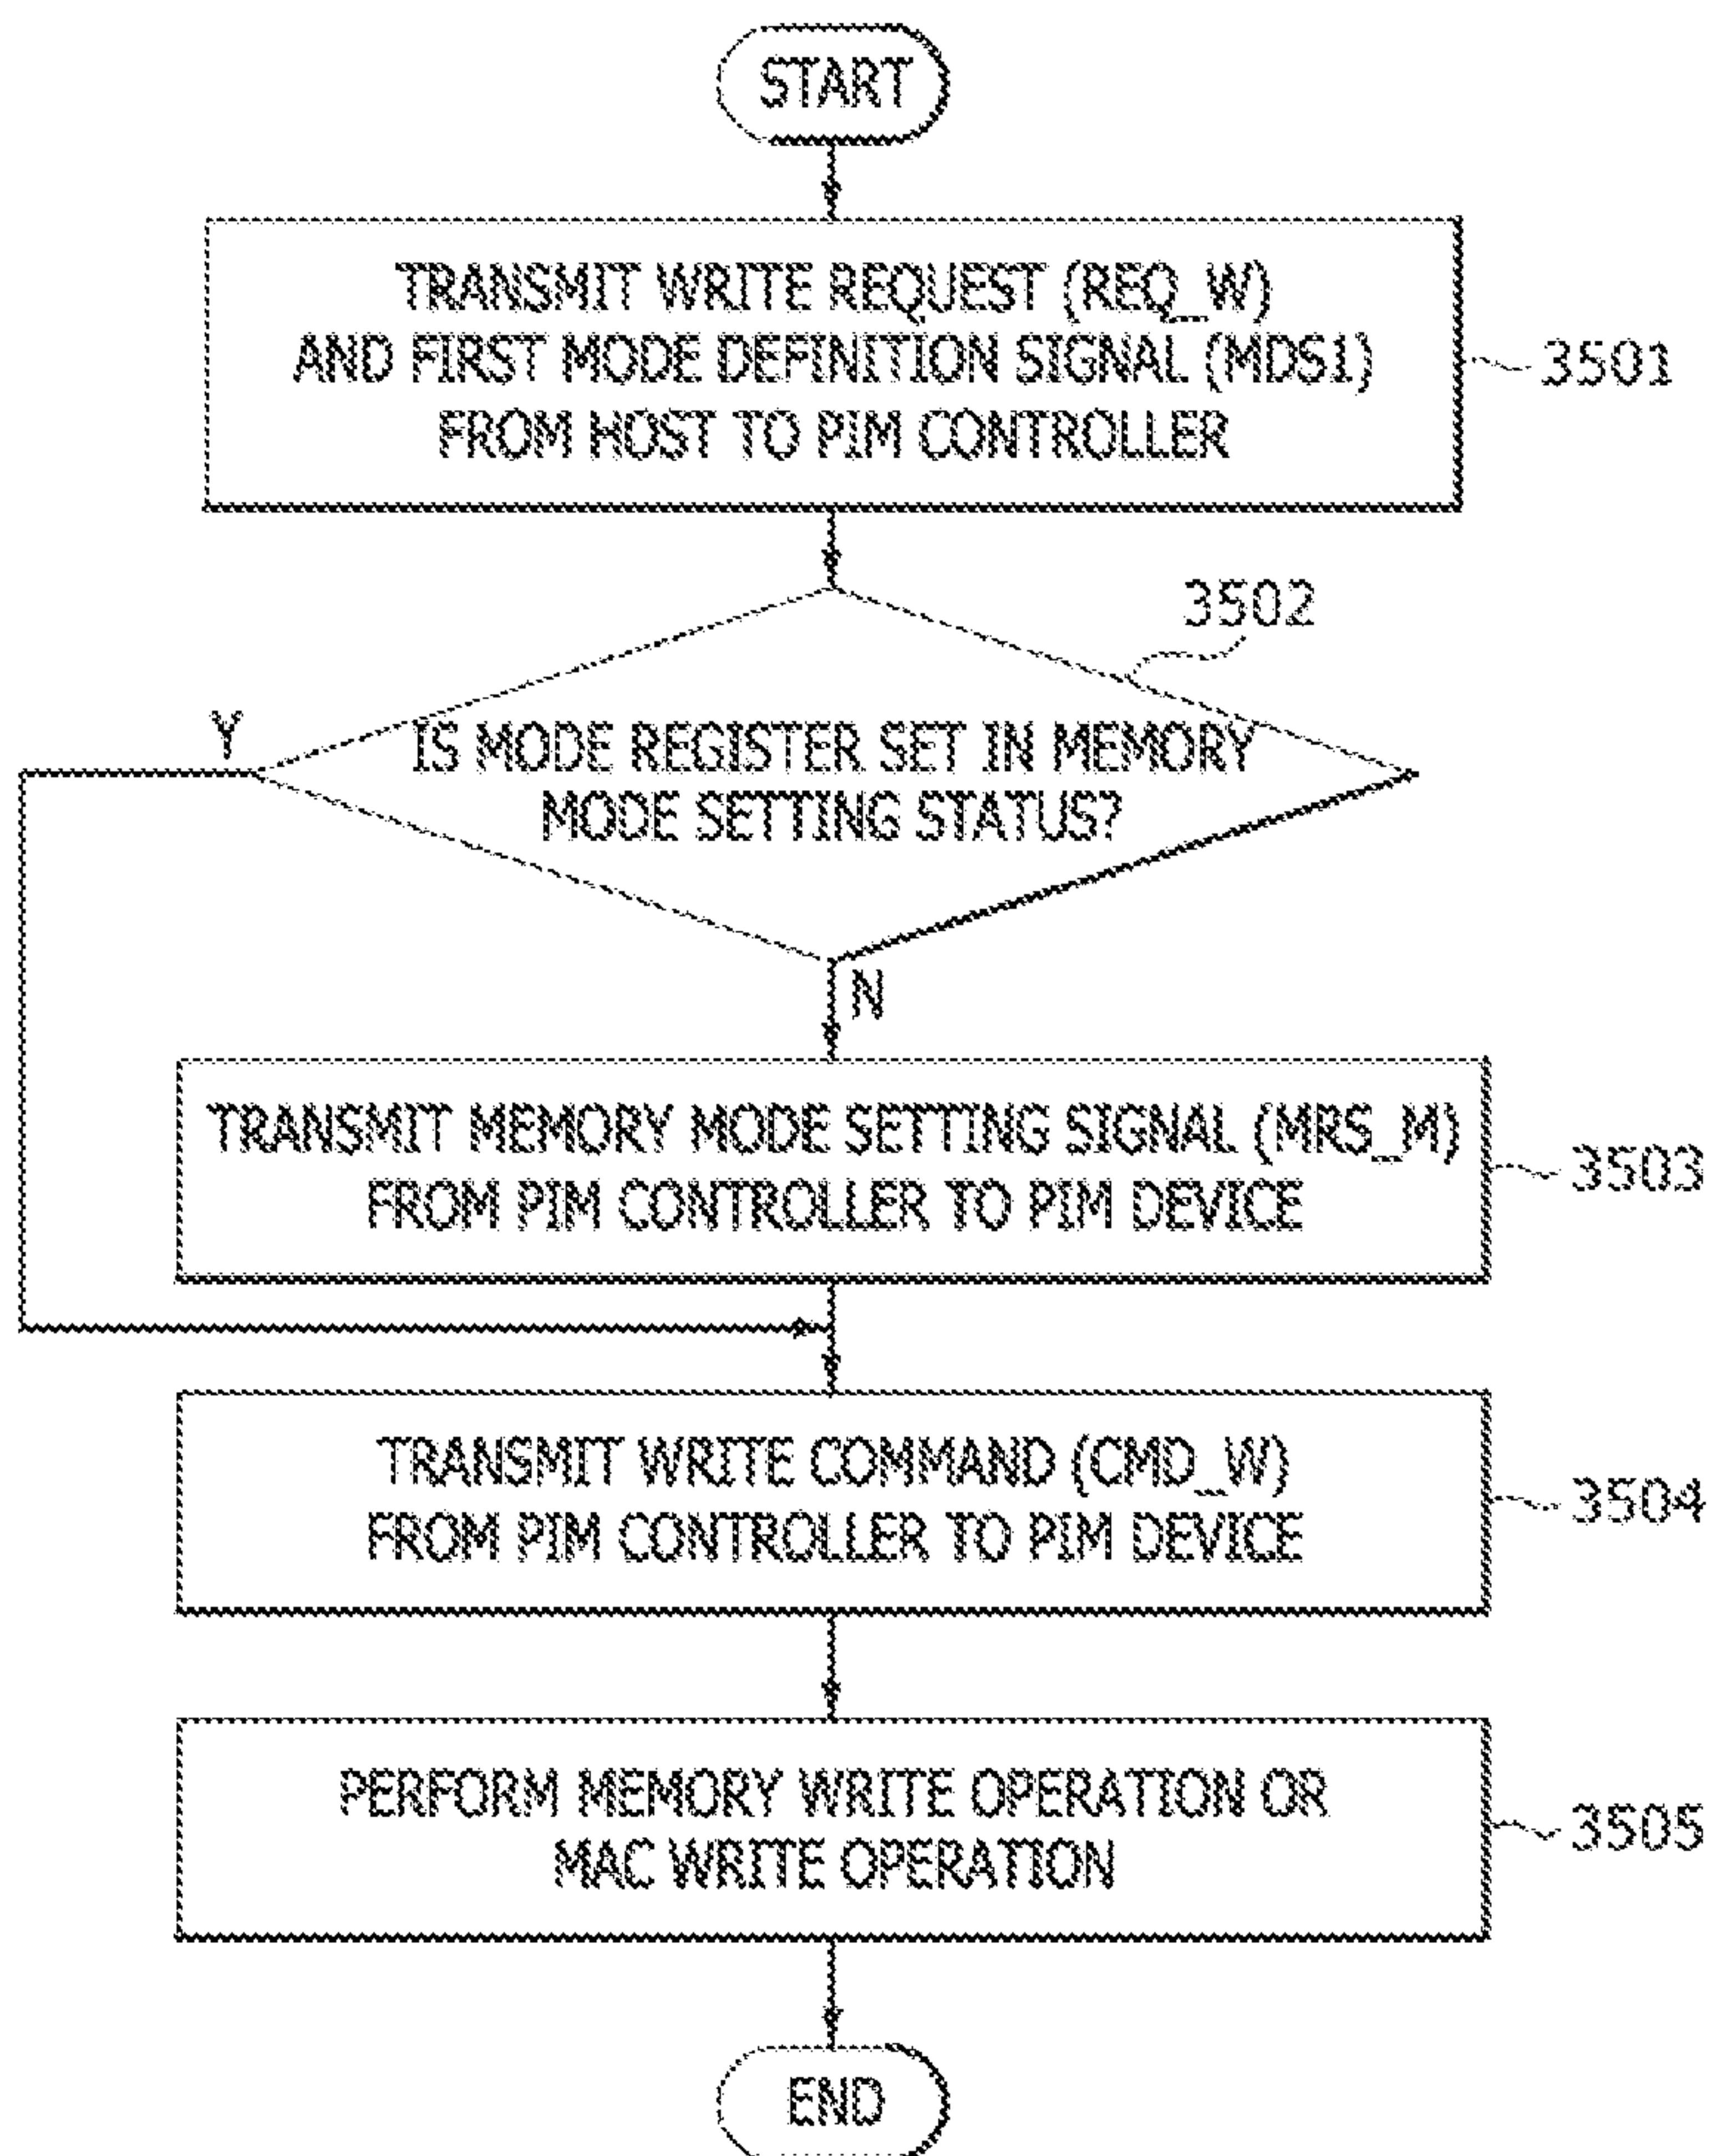 START
TRANSMIT WRITE REQUEST (REQ_W)
AND FIRST MODE DEFINITION SIGNAL (MDS1)
FROM HOST TO PIM CONTROLLER
3501
3502
Y
IS MODE REGISTER SET IN MEMORY
MODE SETTING STATUS?
N
TRANSMIT MEMORY MODE SETTING SIGNAL (MRS_M)
FROM PIM CONTROLLER TO PIM DEVICE
3503
TRANSMIT WRITE COMMAND (CMD_W)
FROM PIM CONTROLLER TO PIM DEVICE
3504
PERFORM MEMORY WRITE OPERATION OR
MAC WRITE OPERATION
3505
END